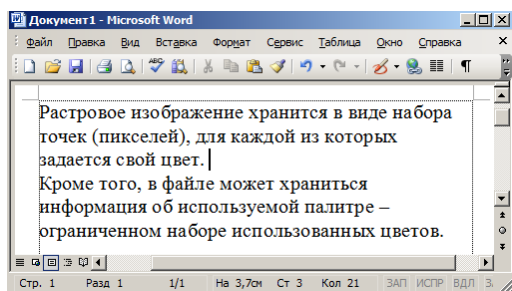 Документ1 - Microsoft Word
Файл Правка Вид Вставка Формат Сервис Таблица Окно Справка
Растровое изображение хранится в виде набора
точек (пикселей), для каждой из которых
задается свой цвет.
Кроме того, в файле может храниться
информация об используемой палитре –
ограниченном наборе использованных цветов.
Стр. 1 Разд 1 1/1 На 3,7см Ст 3 Кол 21 ЗАП ИСПР ВДЛ